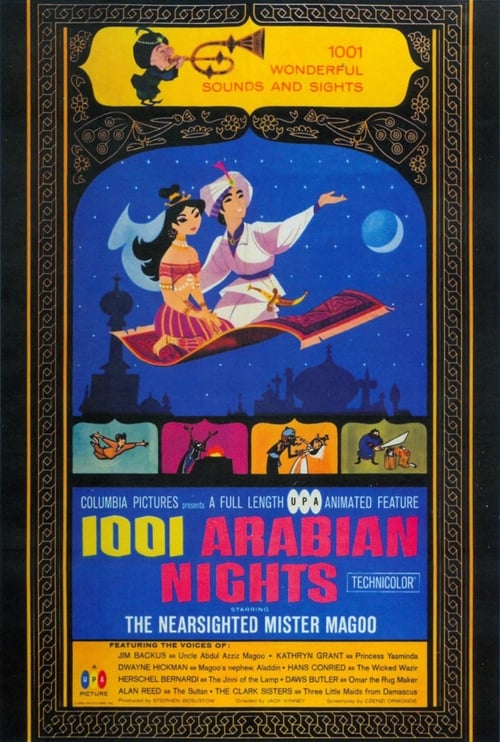 1001
WONDERFUL
SOUNDS AND SIGHTS
COLUMBIA PICTURES presents A FULL LENGTH UPA ANIMATED FEATURE
1001 ARABIAN
NIGHTS
TECHNICOLOR®
STARRING
THE NEARSIGHTED MISTER MAGOO
FEATURING THE VOICES OF:
JIM BACKUS as Uncle Abdul Azziz Magoo • KATHRYN GRANT as Princess Yasminda
DWAYNE HICKMAN as Magoo's nephew, Aladdin • HANS CONRIED as The Wicked Wazir
HERSCHEL BERNARDI as The Jinni of the Lamp • DAWS BUTLER as Omar the Rug Maker
ALAN REED as The Sultan • THE CLARK SISTERS as Three Little Maids from Damascus
Produced by STEPHEN BOSUSTOW Directed by JACK KINNEY Screenplay by CZENZI ORMONDE
A
UPA
PICTURE